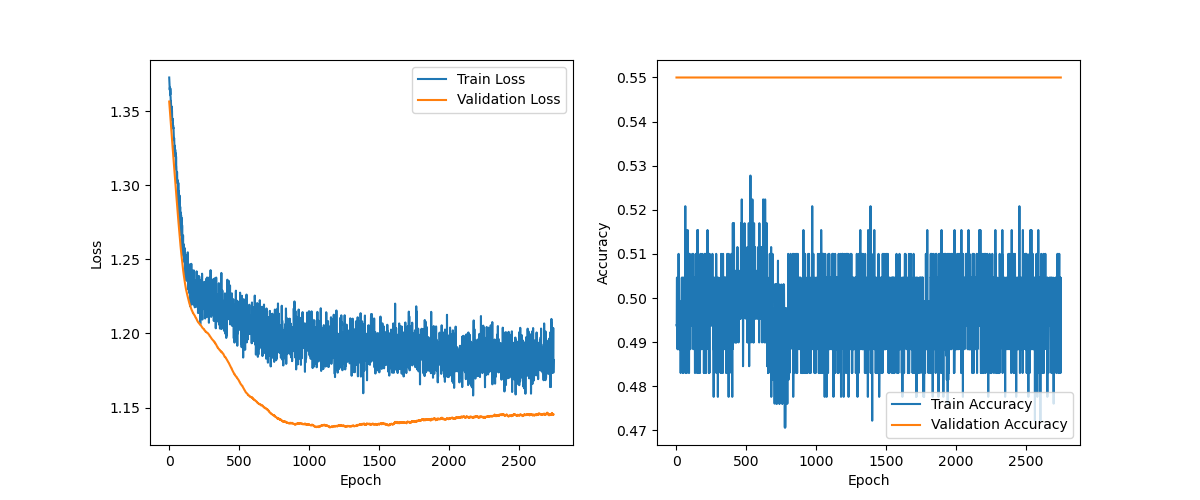 Train Loss
Validation Loss
1.35
1.30
1.25
1.20
1.15
Loss
0 500 1000 1500 2000 2500
Epoch
0.55
0.54
0.53
0.52
0.51
0.50
0.49
0.48
0.47
Accuracy
Train Accuracy
Validation Accuracy
0 500 1000 1500 2000 2500
Epoch